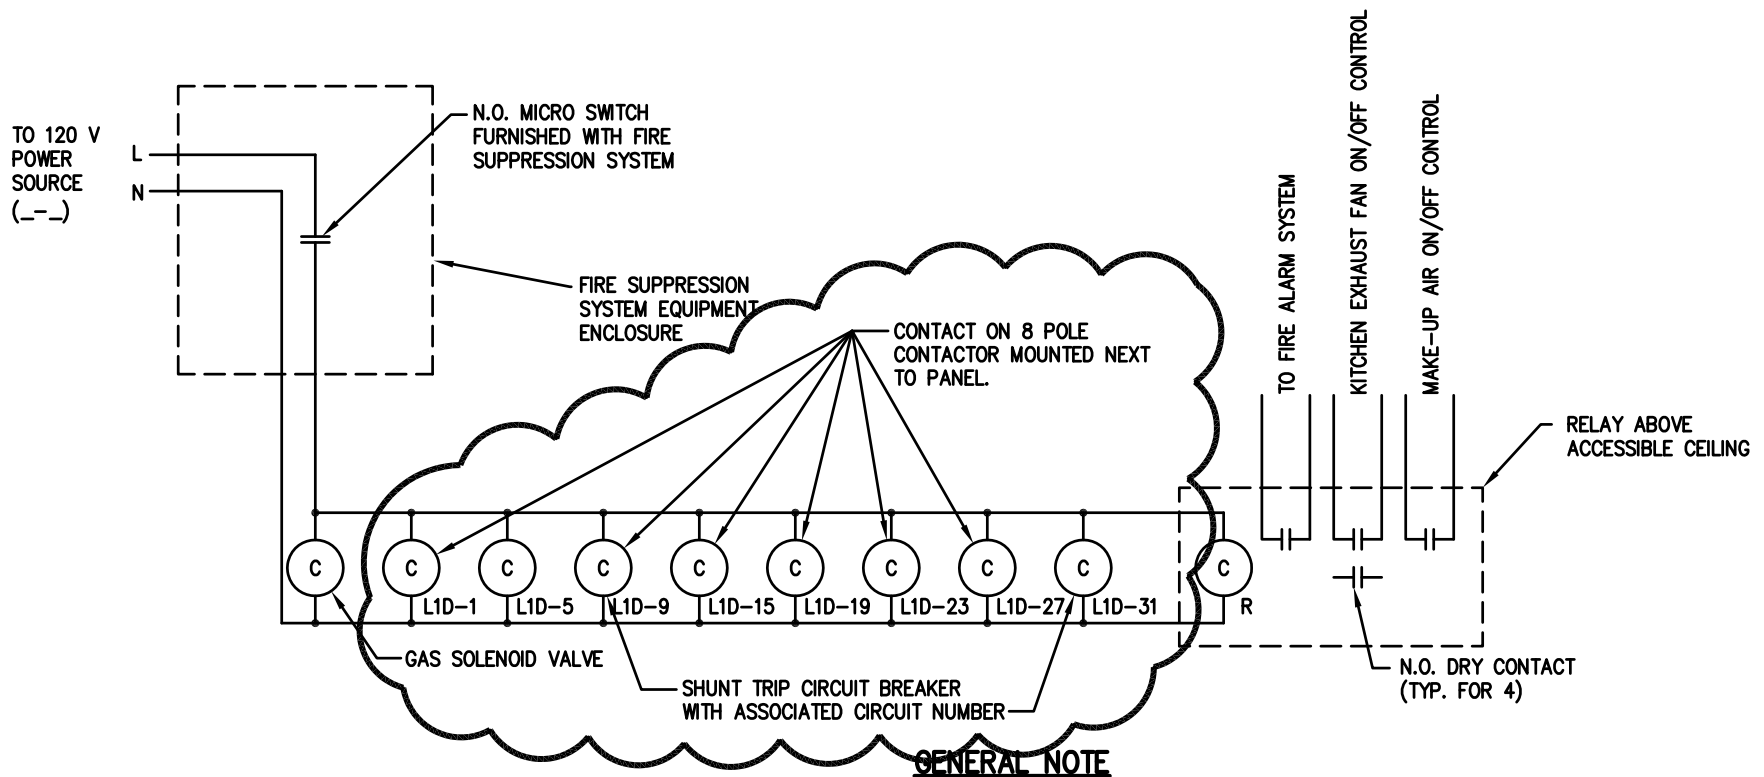 TO 120 V
POWER
SOURCE
(_-_)
L
N
N.O. MICRO SWITCH
FURNISHED WITH FIRE
SUPPRESSION SYSTEM
FIRE SUPPRESSION
SYSTEM EQUIPMENT
ENCLOSURE
CONTACT ON 8 POLE
CONTACTOR MOUNTED NEXT
TO PANEL.
TO FIRE ALARM SYSTEM
KITCHEN EXHAUST FAN ON/OFF CONTROL
MAKE-UP AIR ON/OFF CONTROL
RELAY ABOVE
ACCESSIBLE CEILING
C C C C C C C C C C
L1D-1 L1D-5 L1D-9 L1D-15 L1D-19 L1D-23 L1D-27 L1D-31 R
GAS SOLENOID VALVE
SHUNT TRIP CIRCUIT BREAKER
WITH ASSOCIATED CIRCUIT NUMBER
N.O. DRY CONTACT
(TYP. FOR 4)
GENERAL NOTE